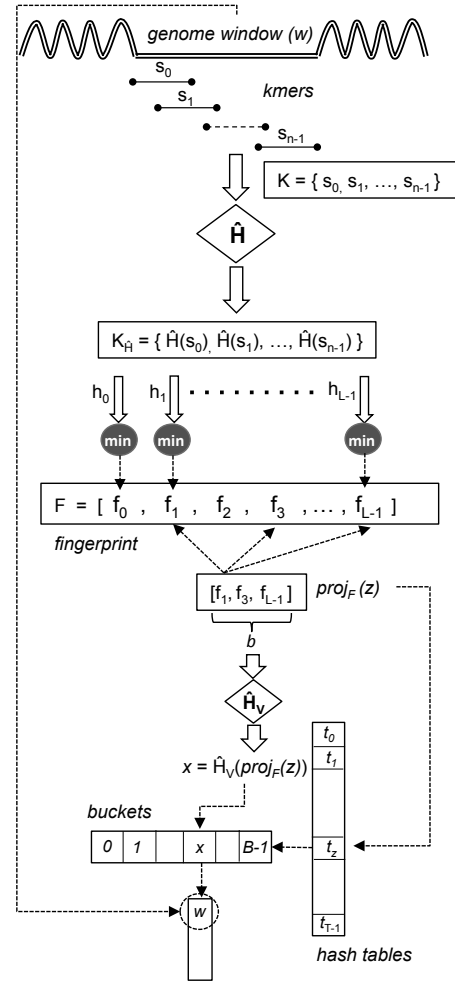 genome window (w)
s0
s1
kmers
sn-1
K = { s0, s1, …, sn-1}
Ĥ
KĤ = { Ĥ(s0), Ĥ(s1), …, Ĥ(sn-1) }
h0 h1 . . . . . . . . hL-1
min min min
F = [ f0 , f1 , f2 , f3 , … , fL-1 ]
fingerprint
[f1, f3, fL-1 ] projF (z)
b
ĤV
t0
x = ĤV(projF(z)) t1
buckets
0 1 x B-1 tz
w
tT-1
hash tables